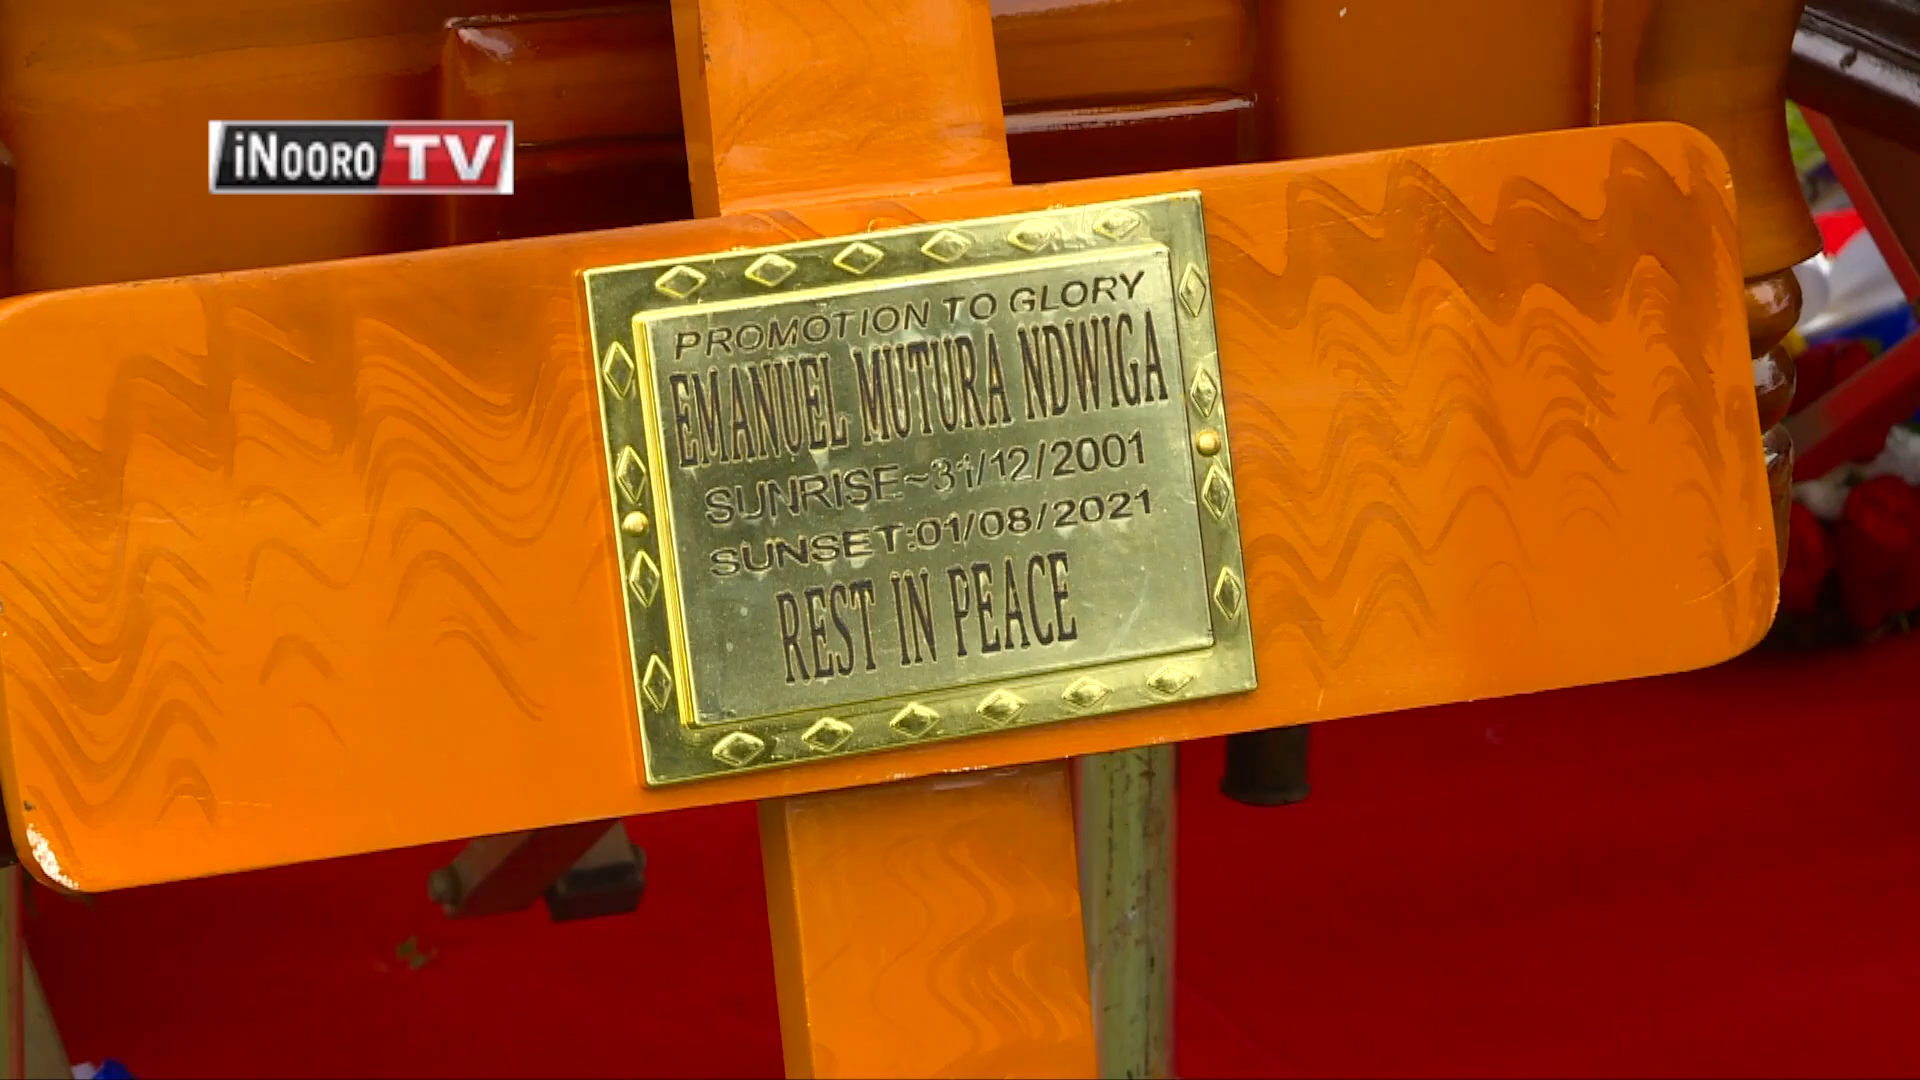 iNOORO TV
PROMOTION TO GLORY
EMANUEL MUTURA NDWIGA
SUNRISE~31/12/2001
SUNSET:01/08/2021
REST IN PEACE